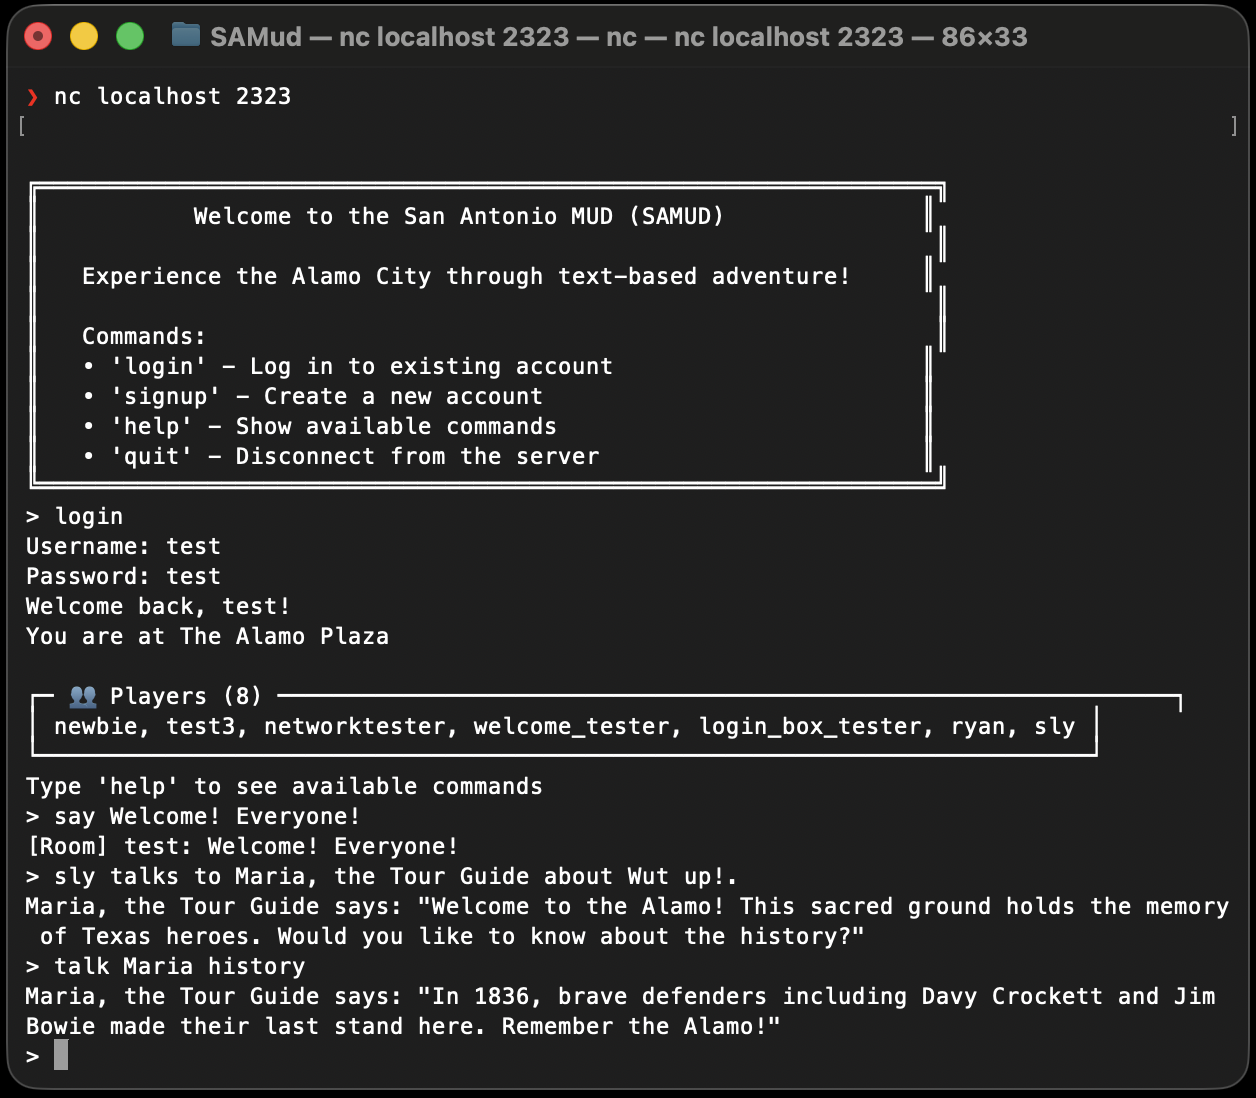 SAMud — nc localhost 2323 — nc — nc localhost 2323 — 86×33
❯ nc localhost 2323
[ ]
Welcome to the San Antonio MUD (SAMUD)
Experience the Alamo City through text-based adventure!
Commands:
• 'login' - Log in to existing account
• 'signup' - Create a new account
• 'help' - Show available commands
• 'quit' - Disconnect from the server
> login
Username: test
Password: test
Welcome back, test!
You are at The Alamo Plaza
👥 Players (8)
newbie, test3, networktester, welcome_tester, login_box_tester, ryan, sly
Type 'help' to see available commands
> say Welcome! Everyone!
[Room] test: Welcome! Everyone!
> sly talks to Maria, the Tour Guide about Wut up!.
Maria, the Tour Guide says: "Welcome to the Alamo! This sacred ground holds the memory
of Texas heroes. Would you like to know about the history?"
> talk Maria history
Maria, the Tour Guide says: "In 1836, brave defenders including Davy Crockett and Jim
Bowie made their last stand here. Remember the Alamo!"
>